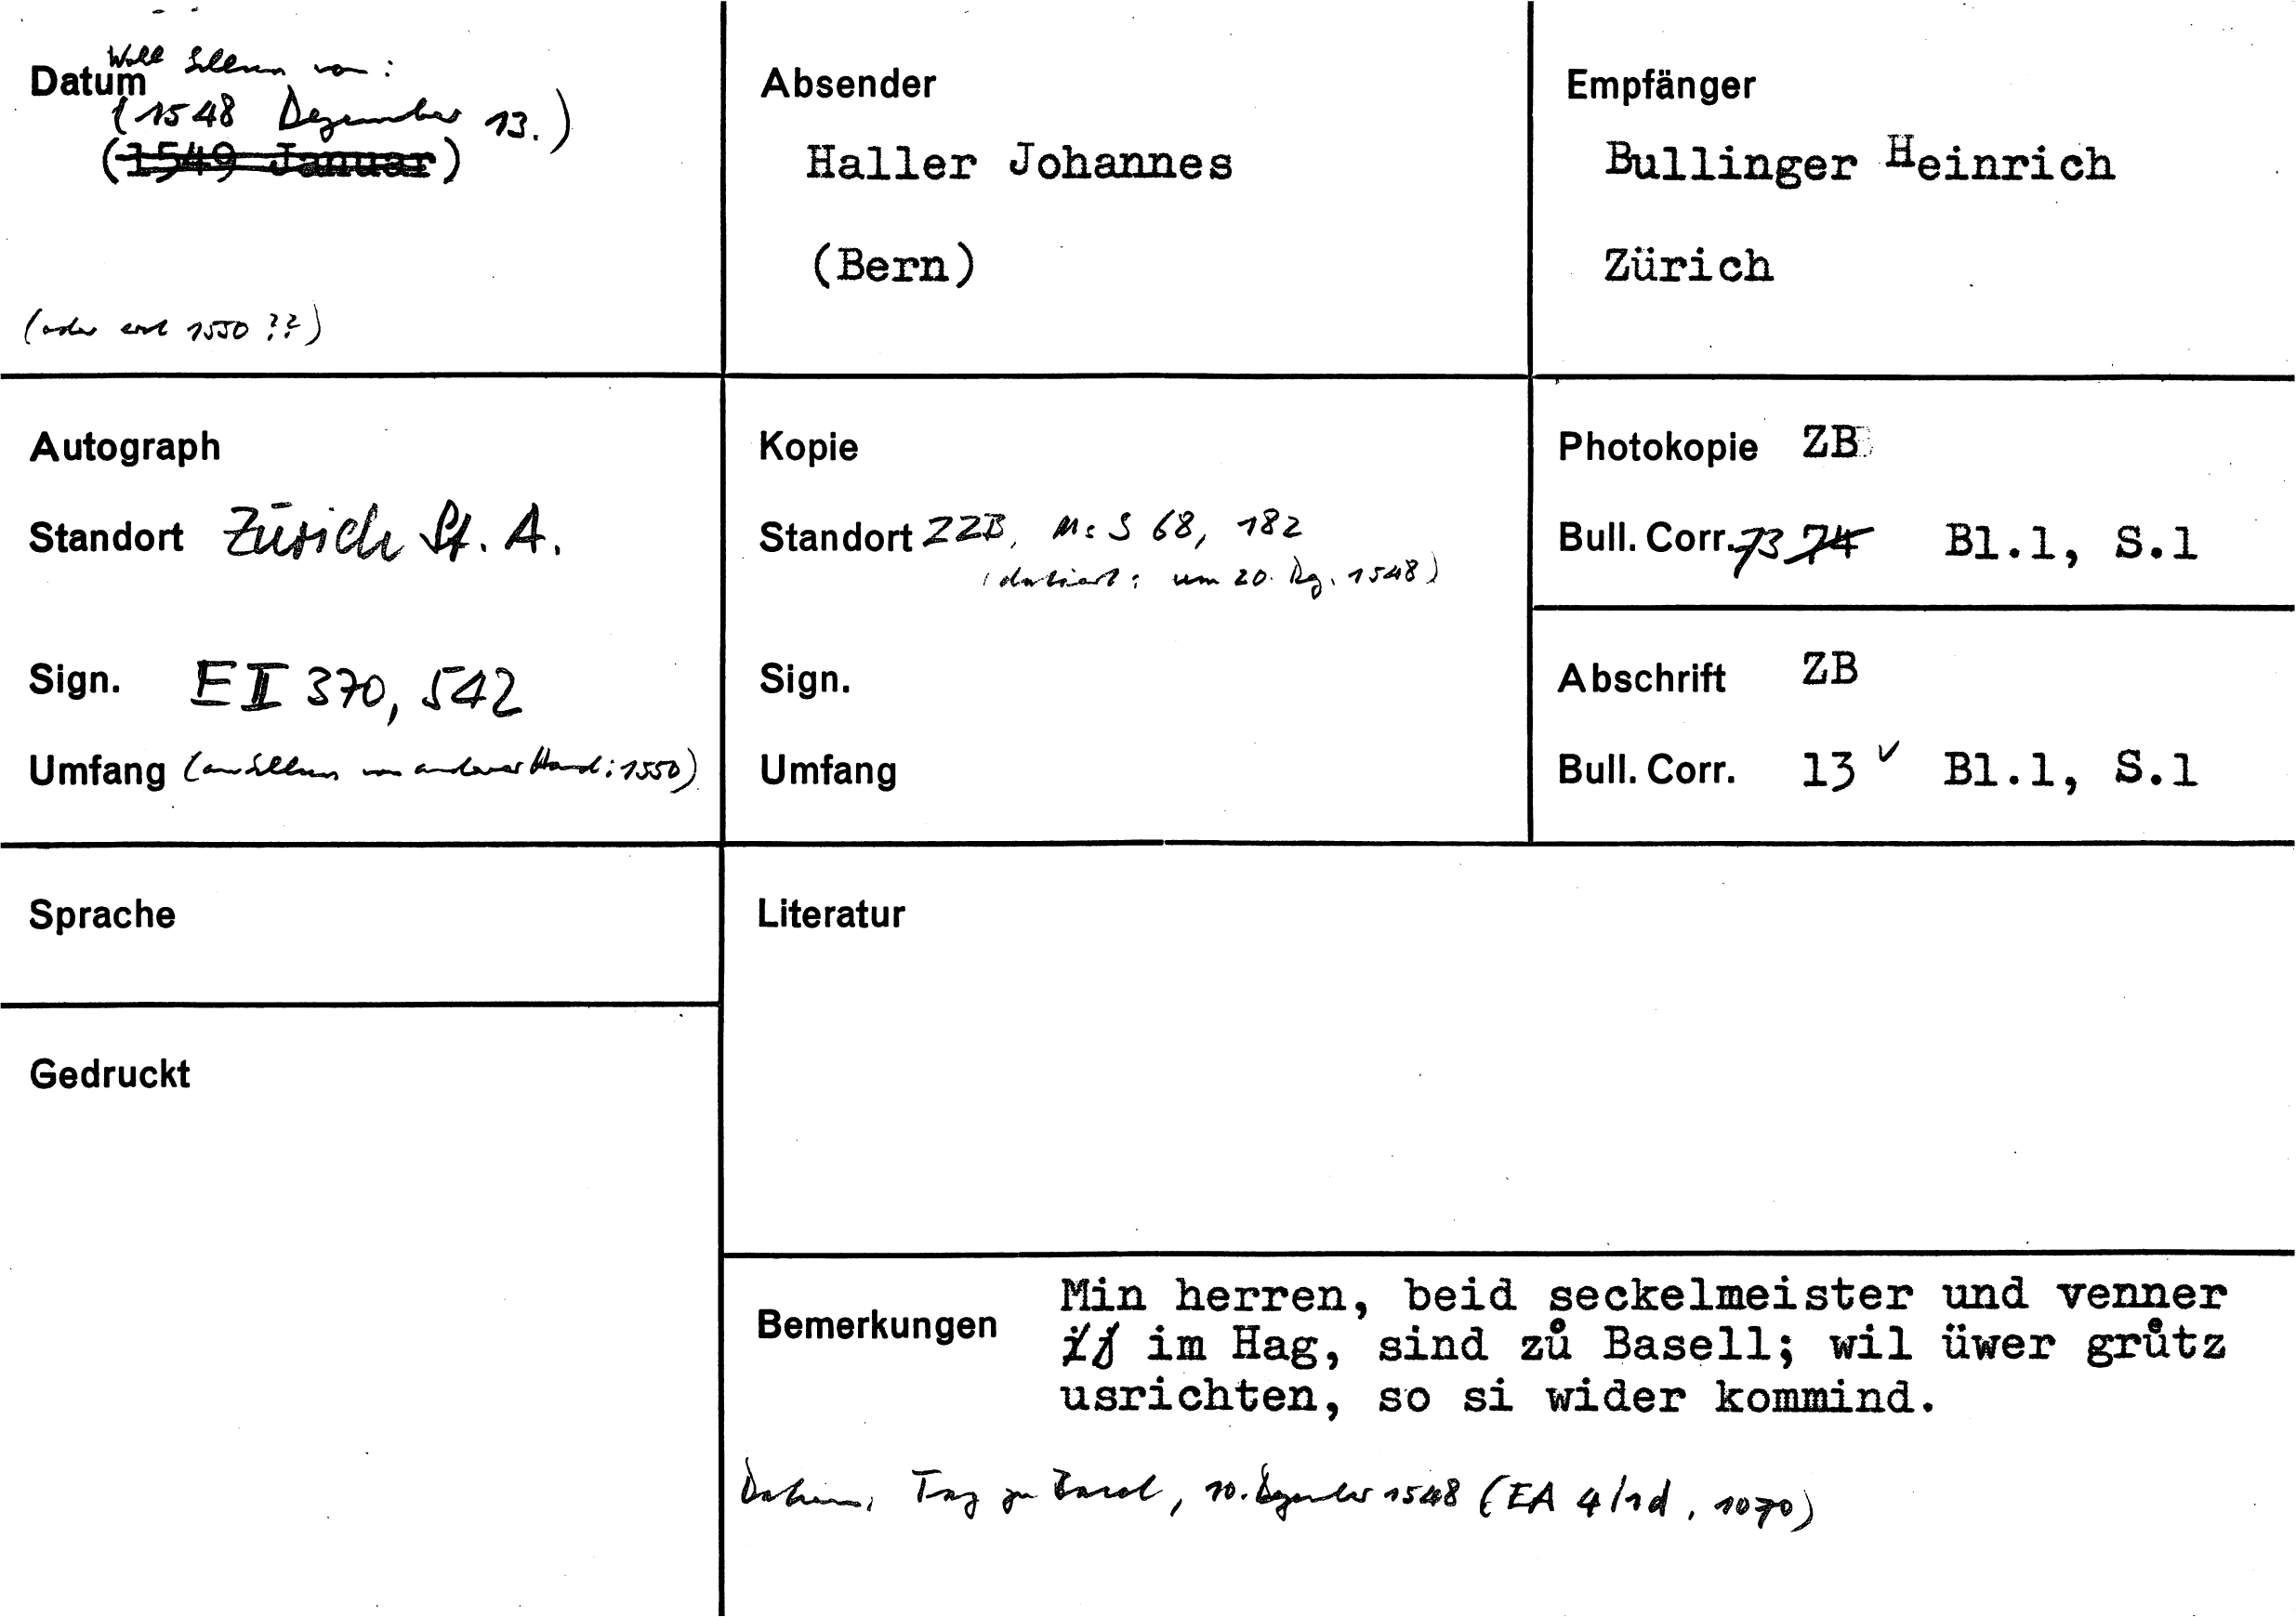 Datum
von:
(1548 Dezember 13.)
(1549 Januar)
(oder erst 1550 ??)
Absender
Haller Johannes
(Bern)
Empfänger
Bullinger Heinrich
Zürich
Autograph
Standort Zürich St. A.
Sign. E II 370, 542
Umfang (von anderer Hand: 1550)
Kopie
Standort ZZB, Ms S 68, 182
(datiert: um 20. Dez. 1548)
Sign.
Umfang
Photokopie ZB
Bull. Corr. 73 74 Bl.1, S.1
Abschrift ZB
Bull. Corr. 13 v Bl.1, S.1
Sprache
Literatur
Gedruckt
Bemerkungen
Min herren, beid seckelmeister und venner
im Hag, sind zů Basell; wil üwer grůtz
usrichten, so si wider kommind.
Datum: Tag zu Basel, 10. Dezember 1548 (EA 4/1d, 1070)